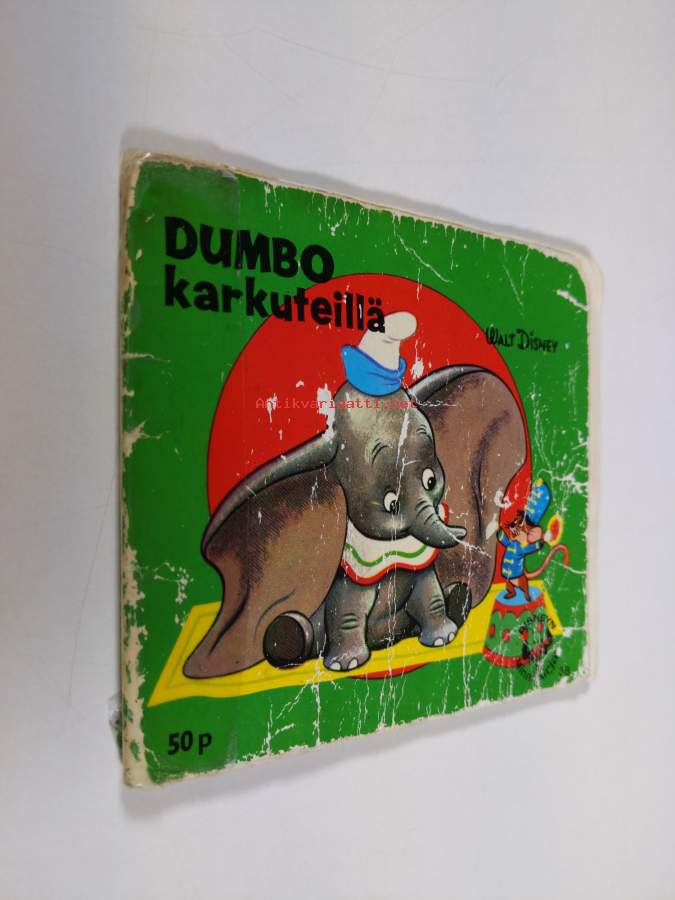 DUMBO
karkuteillä
WALT DISNEY
Antikvariaatti.net
50 p